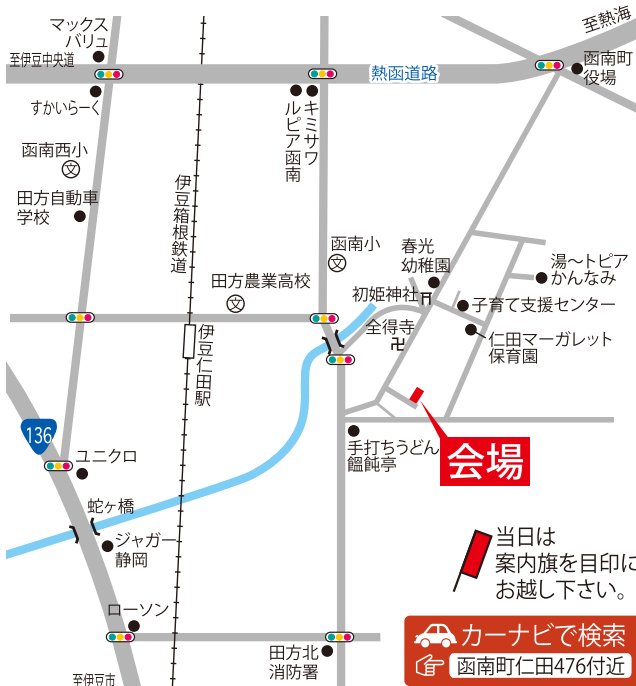 至熱海
マックス
バリュ
至伊豆中央道
熱函道路
函南町
役場
すかいらーく
ルピア函南
キミサワ
函南西小
文
田方自動車
学校
伊豆箱根鉄道
函南小
文
春光
幼稚園
湯〜トピア
かんなみ
田方農業高校
文
初姫神社
子育て支援センター
全得寺
卍
仁田マーガレット
保育園
伊豆仁田駅
136
ユニクロ
手打ちうどん
饂飩亭
会場
蛇ヶ橋
ジャガー
静岡
当日は
案内旗を目印に
お越し下さい。
ローソン
田方北
消防署
至伊豆市
カーナビで検索
函南町仁田476付近